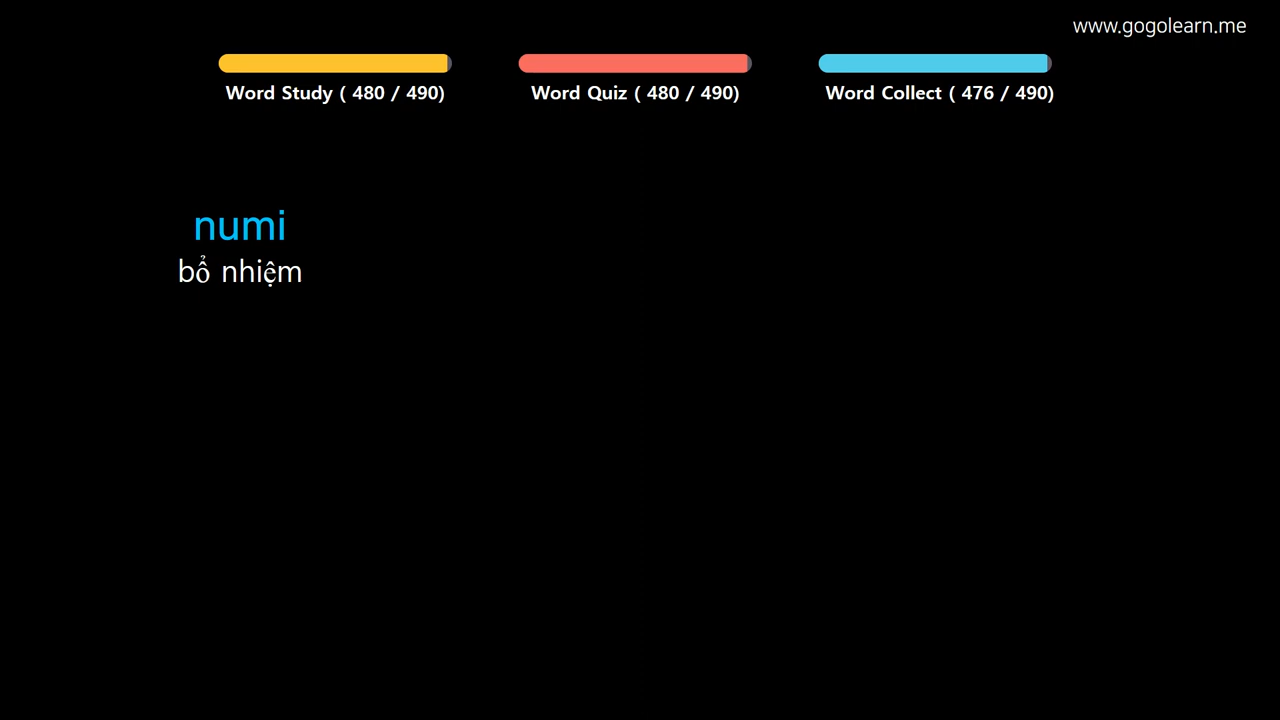 www.gogolearn.me
Word Study ( 480 / 490)
Word Quiz ( 480 / 490)
Word Collect ( 476 / 490)
numi
bổ nhiệm